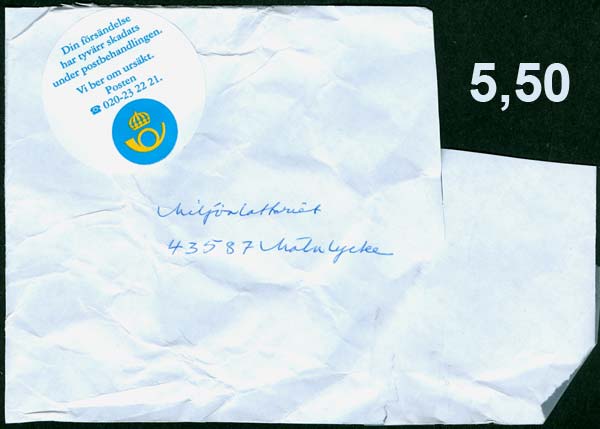 Din försändelse
har tyvärr skadats
under postbehandlingen.
Vi ber om ursäkt.
Posten
☎ 020-23 22 21.
5,50
Miljöalotteriet
43587 Mölnlycke